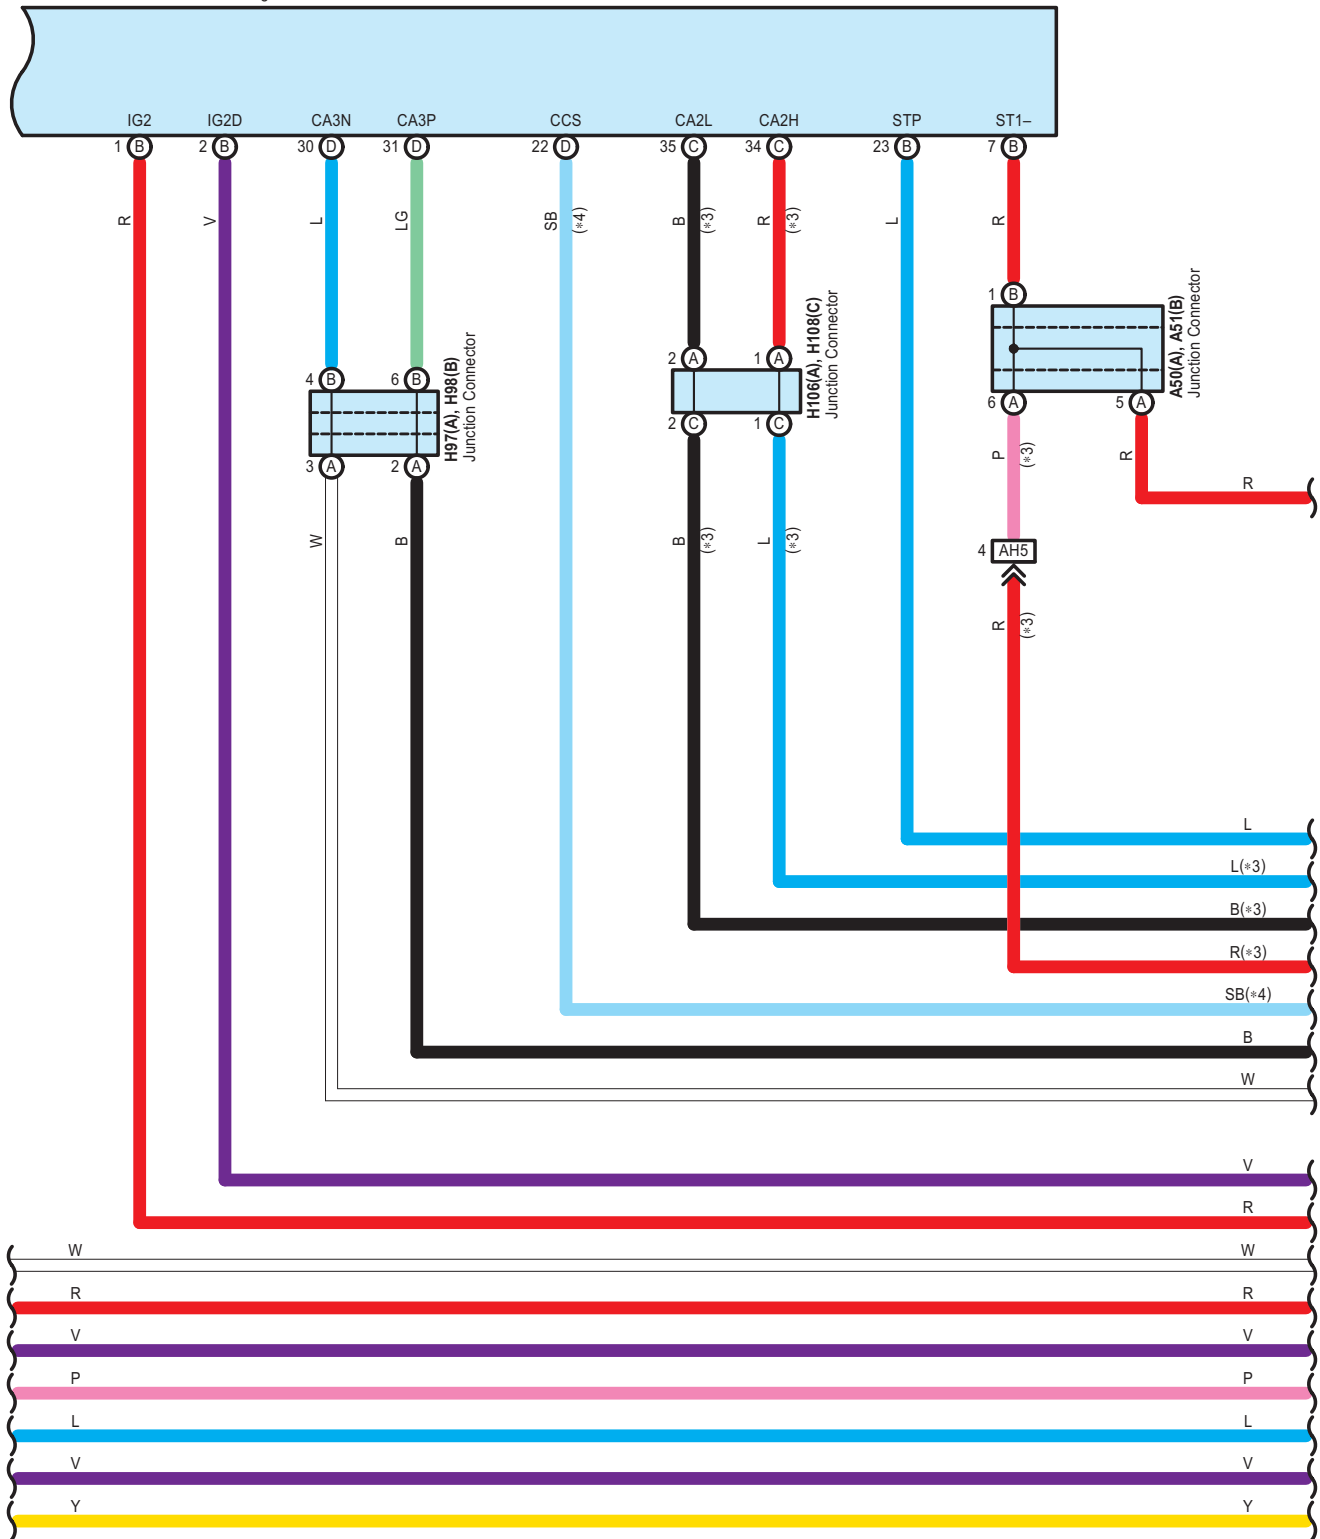 IG2 IG2D CA3N CA3P CCS CA2L CA2H STP ST1–
1 B 2 B 30 D 31 D 22 D 35 C 34 C 23 B 7 B
R V L LG SB (*4) B (*3) R (*3) L R
1 B
A50(A), A51(B)
Junction Connector
2 A 1 A
H106(A), H108(C)
Junction Connector
4 B 6 B
H97(A), H98(B)
Junction Connector
6 A 5 A
2 C 1 C
3 A 2 A
P (*3) R
R
W B B (*3) L (*3)
4 AH5
R (*3)
L
L(*3)
B(*3)
R(*3)
SB(*4)
B
W
V
R
W W
R R
V V
P P
L L
V V
Y Y